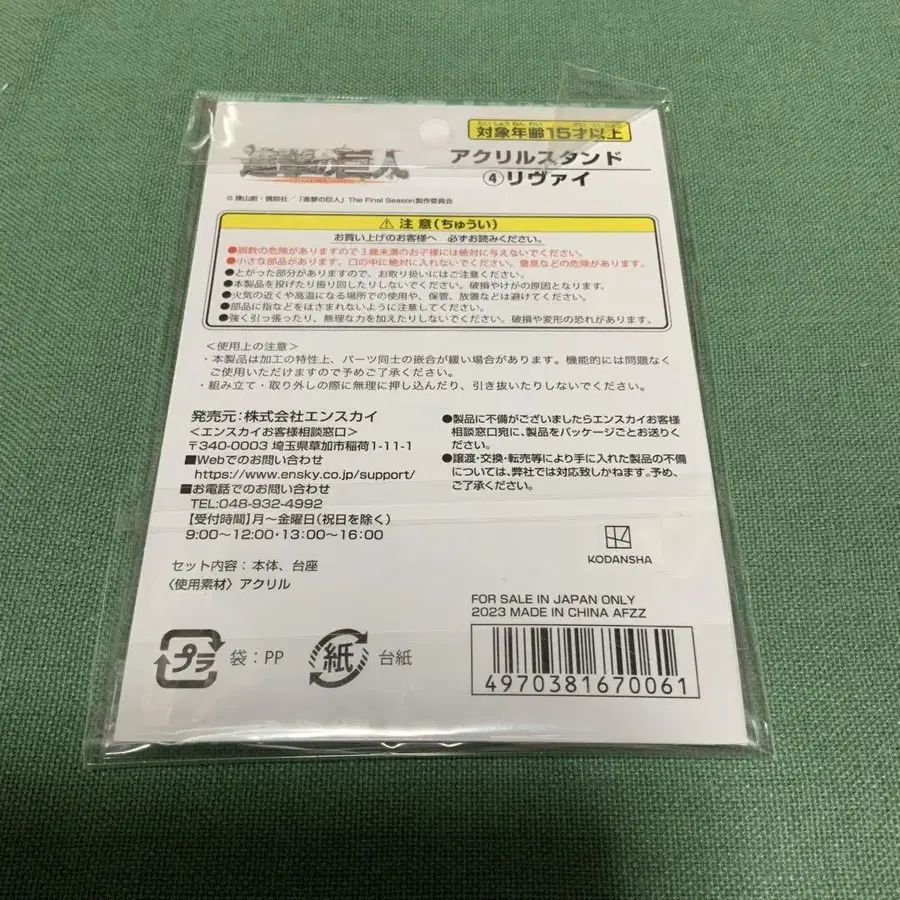 たいしょうねんれい さいいじょう
対象年齢15才以上
進撃の巨人
アクリルスタンド
④リヴァイ
© 諫山創・講談社／「進撃の巨人」The Final Season製作委員会
⚠ 注意(ちゅうい)
お買い上げのお客様へ 必ずお読みください。
●誤飲の危険がありますので3歳未満のお子様には絶対に与えないでください。
●小さな部品があります。口の中に絶対に入れないでください。窒息などの危険があります。
●とがった部分がありますので、お取り扱いにはご注意ください。
●本製品を投げたり振り回したりしないでください。破損やけがの原因となります。
●火気の近くや高温になる場所での使用や、保管、放置などは避けてください。
●部品に指などをはさまれないように注意してください。
●強く引っ張ったり、無理な力を加えたりしないでください。破損や変形の恐れがあります。
＜使用上の注意＞
・本製品は加工の特性上、パーツ同士の嵌合が緩い場合があります。機能的には問題なく
ご使用いただけますので予めご了承ください。
・組み立て・取り外しの際に無理に押し込んだり、引き抜いたりしないでください。
発売元：株式会社エンスカイ
＜エンスカイお客様相談窓口＞
〒340-0003 埼玉県草加市稲荷1-11-1
■Webでのお問い合わせ
https://www.ensky.co.jp/support/
■お電話でのお問い合わせ
TEL:048-932-4992
【受付時間】月～金曜日(祝日を除く)
9:00～12:00・13:00～16:00
●製品に不備がございましたらエンスカイお客様
相談窓口宛に、製品をパッケージごとお送りく
ださい。
●譲渡・交換・転売等により手に入れた製品の不備
については、弊社では対応致しかねます。予め、
ご了承ください。
KODANSHA
セット内容：本体、台座
〈使用素材〉アクリル
FOR SALE IN JAPAN ONLY
2023 MADE IN CHINA AFZZ
プラ 袋：PP
紙 台紙
4970381670061